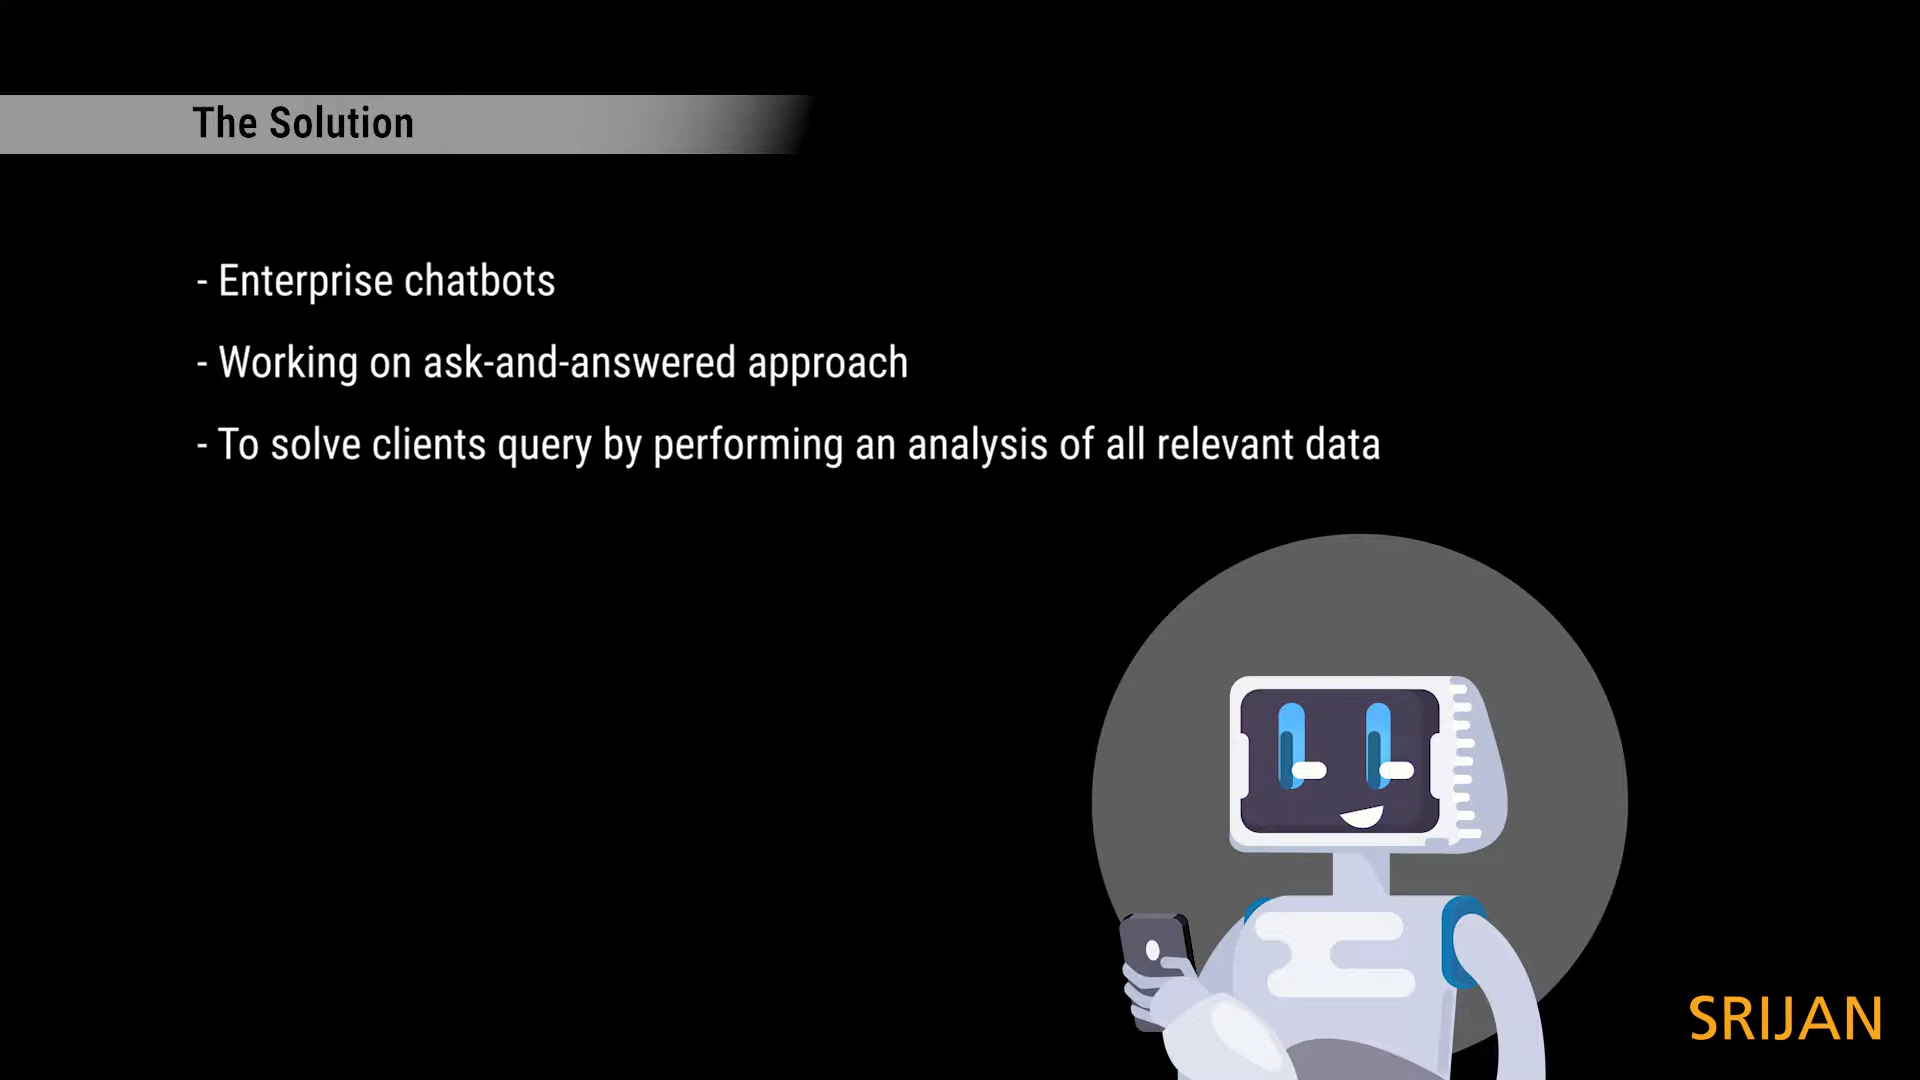 The Solution
- Enterprise chatbots
- Working on ask-and-answered approach
- To solve clients query by performing an analysis of all relevant data
SRIJAN